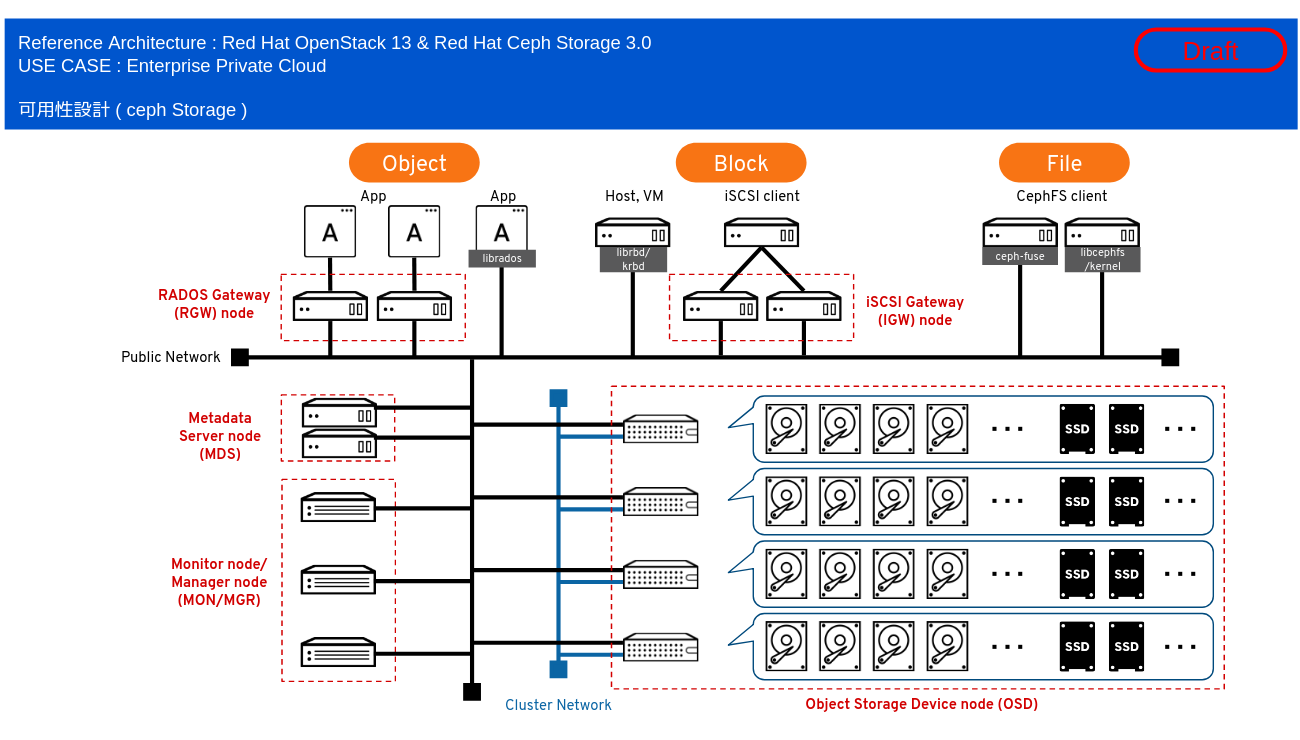 Reference Architecture : Red Hat OpenStack 13 & Red Hat Ceph Storage 3.0
USE CASE : Enterprise Private Cloud
Draft
可用性設計 ( ceph Storage )
Object
Block
File
App
App
Host, VM
iSCSI client
CephFS client
A
A
A
librados
librbd/
krbd
ceph-fuse
libcephfs
/kernel
RADOS Gateway
(RGW) node
iSCSI Gateway
(IGW) node
Public Network
Metadata
Server node
(MDS)
Monitor node/
Manager node
(MON/MGR)
SSD
SSD
SSD
SSD
SSD
SSD
SSD
SSD
Cluster Network
Object Storage Device node (OSD)